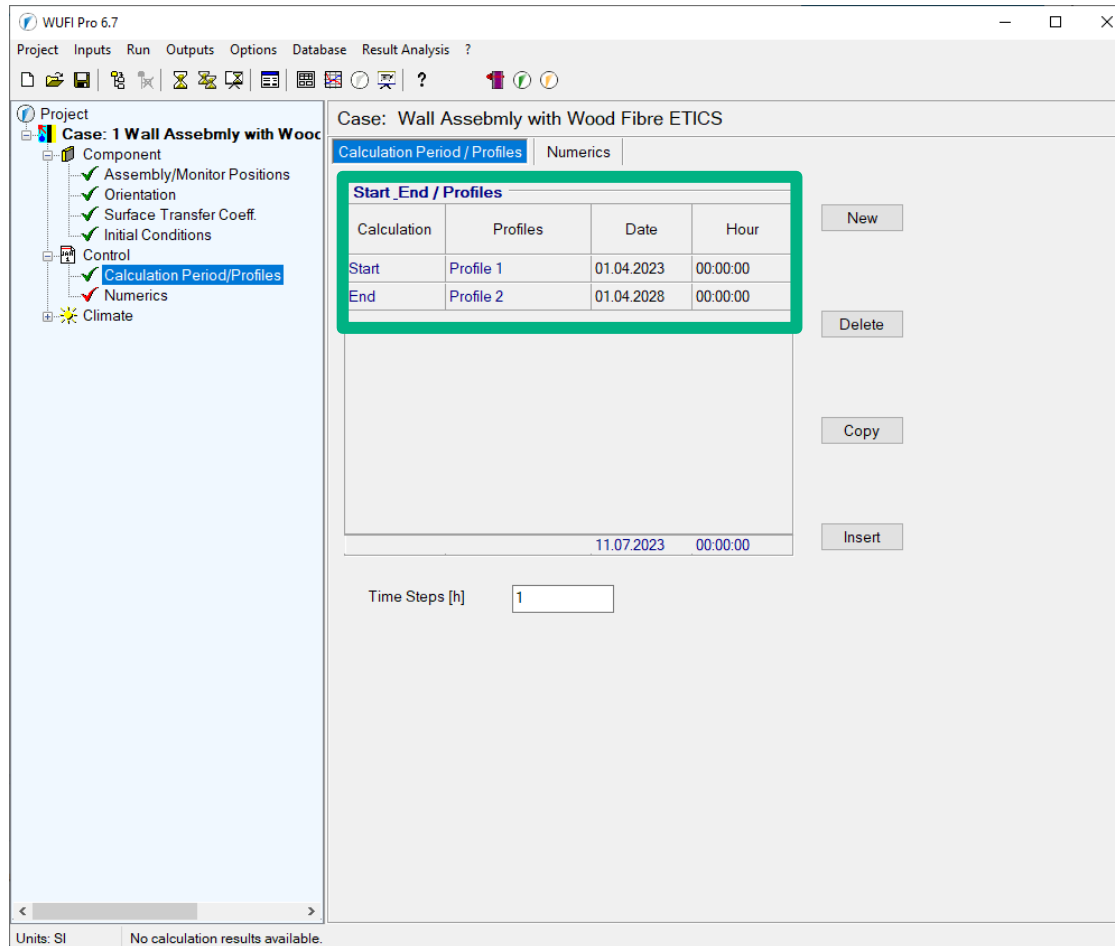 WUFI Pro 6.7
Project Inputs Run Outputs Options Database Result Analysis ?
?
Project
Case: 1 Wall Assebmly with Wood
Component
Assembly/Monitor Positions
Orientation
Surface Transfer Coeff.
Initial Conditions
Control
Calculation Period/Profiles
Numerics
Climate
Case: Wall Assebmly with Wood Fibre ETICS
Calculation Period / Profiles Numerics
Start_End / Profiles
Calculation Profiles Date Hour
Start Profile 1 01.04.2023 00:00:00
End Profile 2 01.04.2028 00:00:00
11.07.2023 00:00:00
New
Delete
Copy
Insert
Time Steps [h] 1
Units: SI No calculation results available.